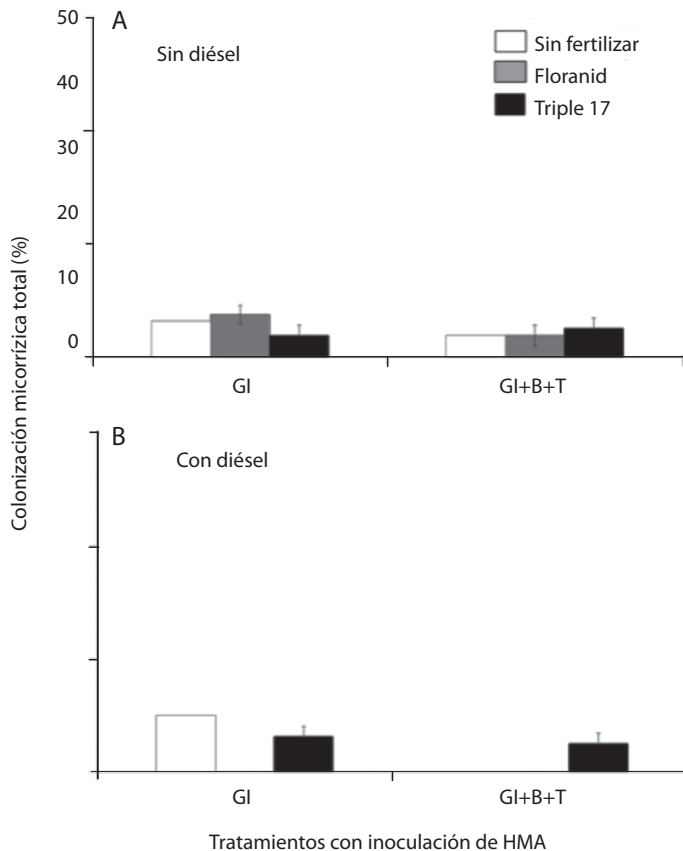 50
A
Sin diésel
Sin fertilizar
Floranid
Triple 17
40
30
20
10
0
GI
GI+B+T
Colonización micorrízica total (%)
B
Con diésel
GI
GI+B+T
Tratamientos con inoculación de HMA